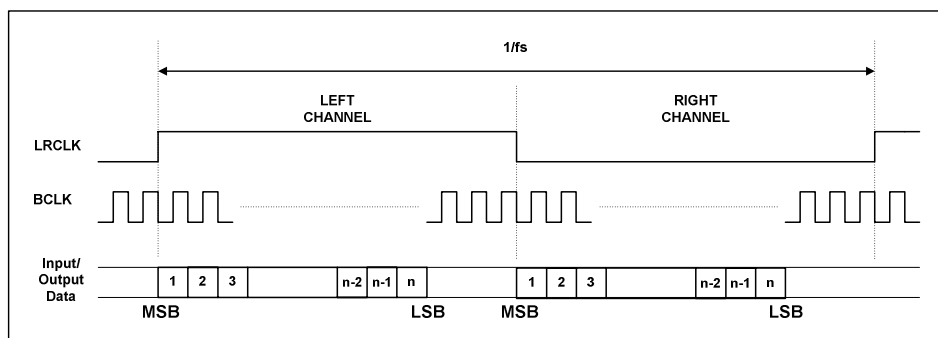 1/fs
LEFT
CHANNEL
RIGHT
CHANNEL
LRCLK
BCLK
Input/
Output
Data
1 2 3 n-2 n-1 n 1 2 3 n-2 n-1 n
MSB LSB MSB LSB